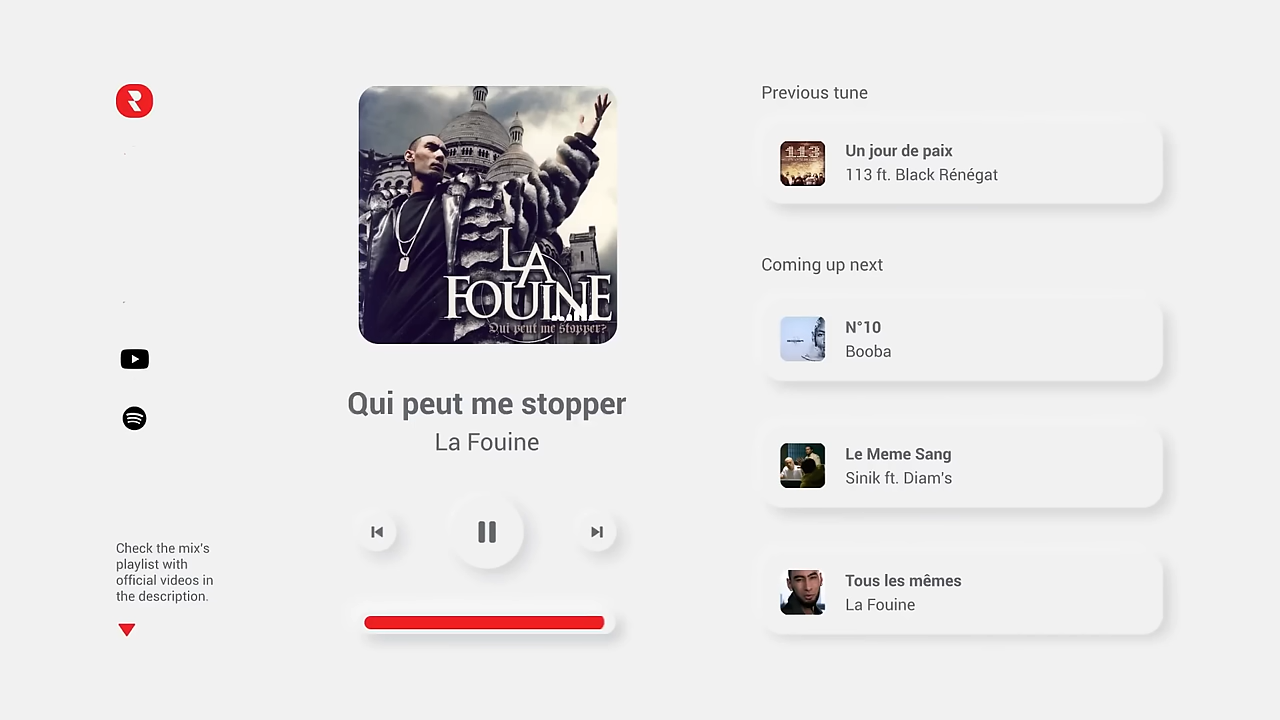 LA
FOUINE
Qui peut me stopper?
Qui peut me stopper
La Fouine
Check the mix's
playlist with
official videos in
the description.
Previous tune
113
Un jour de paix
113 ft. Black Rénégat
Coming up next
N°10
Booba
Le Meme Sang
Sinik ft. Diam's
Tous les mêmes
La Fouine